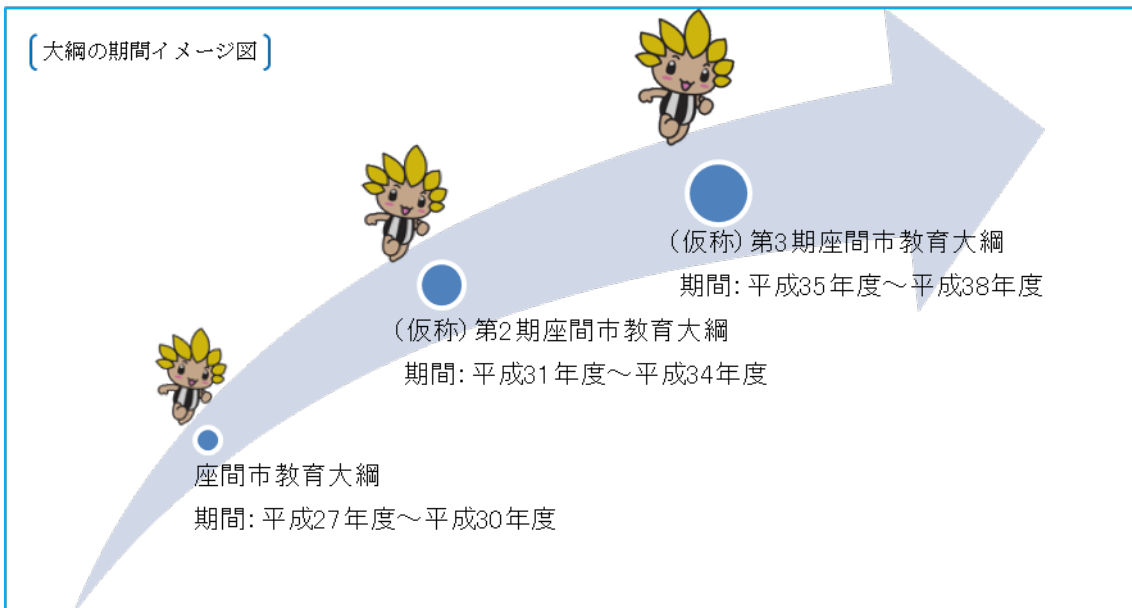 大綱の期間イメージ図
(仮称)第3期座間市教育大綱
期間:平成35年度～平成38年度
(仮称)第2期座間市教育大綱
期間:平成31年度～平成34年度
座間市教育大綱
期間:平成27年度～平成30年度